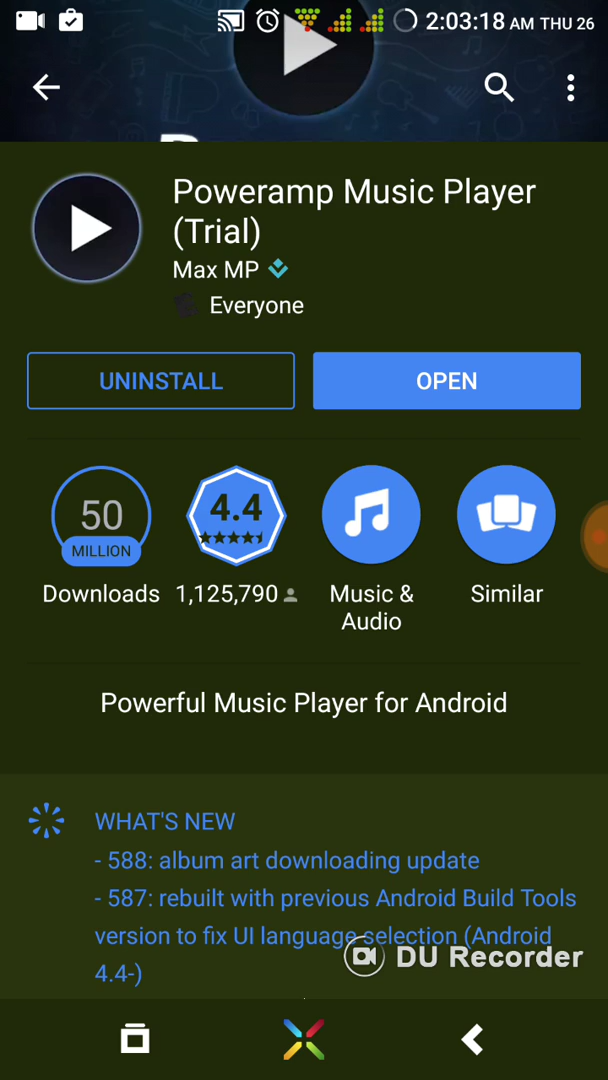 2:03:18 AM THU 26
Poweramp Music Player
(Trial)
Max MP
Everyone
UNINSTALL
OPEN
50
MILLION
Downloads
4.4
1,125,790
Music &
Audio
Similar
Powerful Music Player for Android
WHAT'S NEW
- 588: album art downloading update
- 587: rebuilt with previous Android Build Tools
version to fix UI language selection (Android
4.4-)
DU Recorder